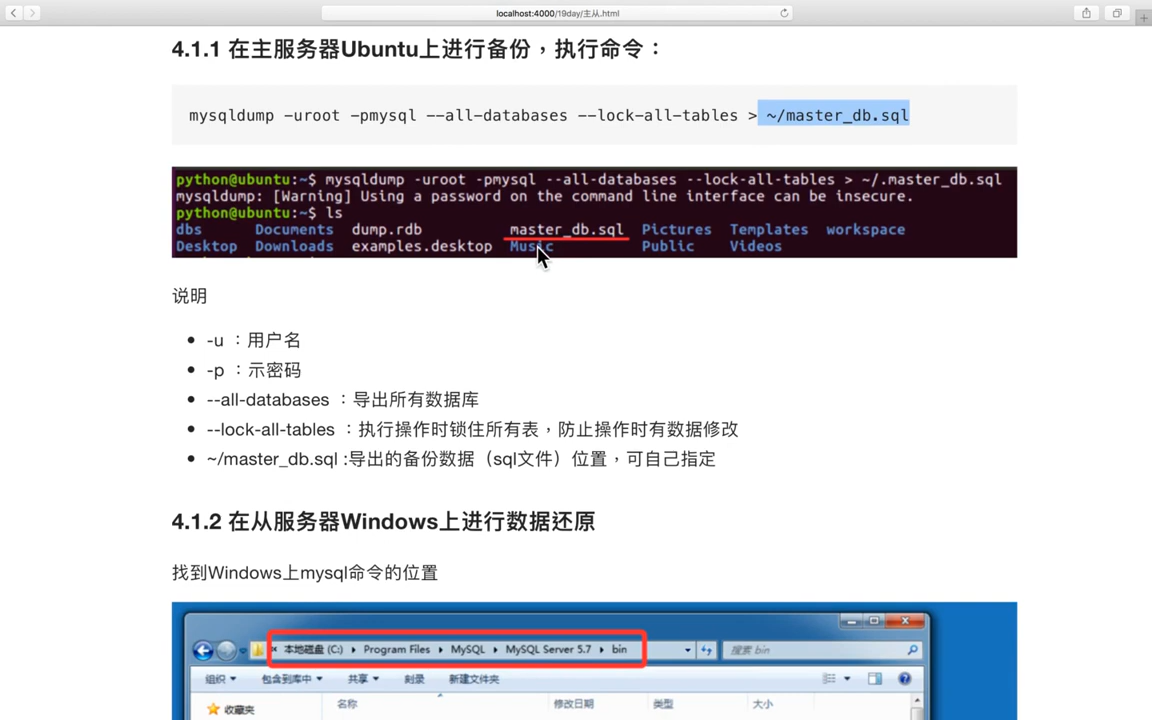 localhost:4000/19day/主从.html
4.1.1 在主服务器Ubuntu上进行备份，执行命令：
mysqldump -uroot -pmysql --all-databases --lock-all-tables > ~/master_db.sql
python@ubuntu:~$ mysqldump -uroot -pmysql --all-databases --lock-all-tables > ~/.master_db.sql
mysqldump: [Warning] Using a password on the command line interface can be insecure.
python@ubuntu:~$ ls
dbs Documents dump.rdb master_db.sql Pictures Templates workspace
Desktop Downloads examples.desktop Music Public Videos
说明
• -u ：用户名
• -p ：示密码
• --all-databases ：导出所有数据库
• --lock-all-tables ：执行操作时锁住所有表，防止操作时有数据修改
• ~/master_db.sql :导出的备份数据（sql文件）位置，可自己指定
4.1.2 在从服务器Windows上进行数据还原
找到Windows上mysql命令的位置
本地磁盘 (C:) ▸ Program Files ▸ MySQL ▸ MySQL Server 5.7 ▸ bin
搜索 bin
组织 包含到库中 共享 刻录 新建文件夹
收藏夹 名称 修改日期 类型 大小